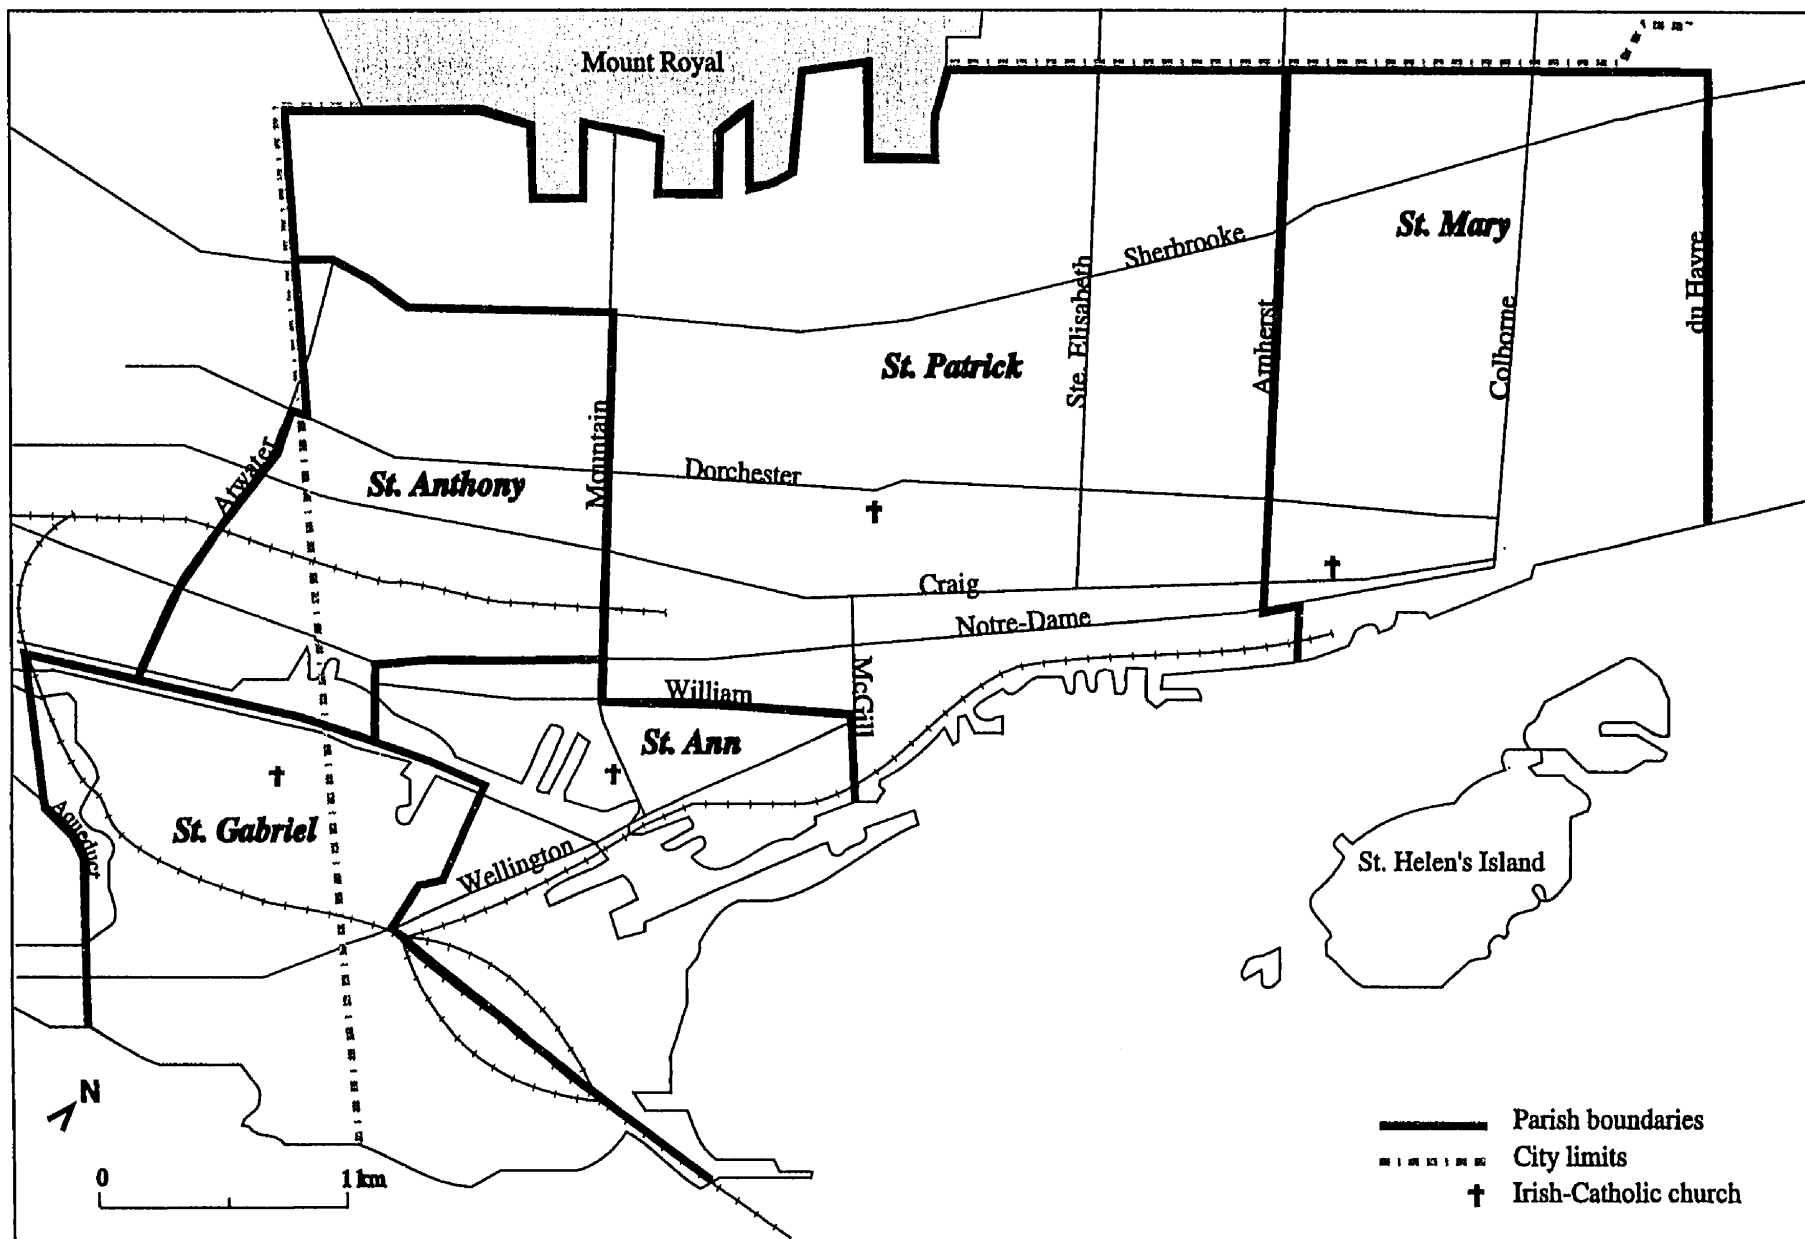 Mount Royal
St. Mary
Sherbrooke
Ste. Elisabeth
Amherst
Colborne
du Havre
St. Patrick
Mountain
Atwater
St. Anthony
Dorchester
Craig
Notre-Dame
McGill
William
St. Ann
Aqueduct
St. Gabriel
Wellington
St. Helen's Island
N
0
1 km
Parish boundaries
City limits
Irish-Catholic church